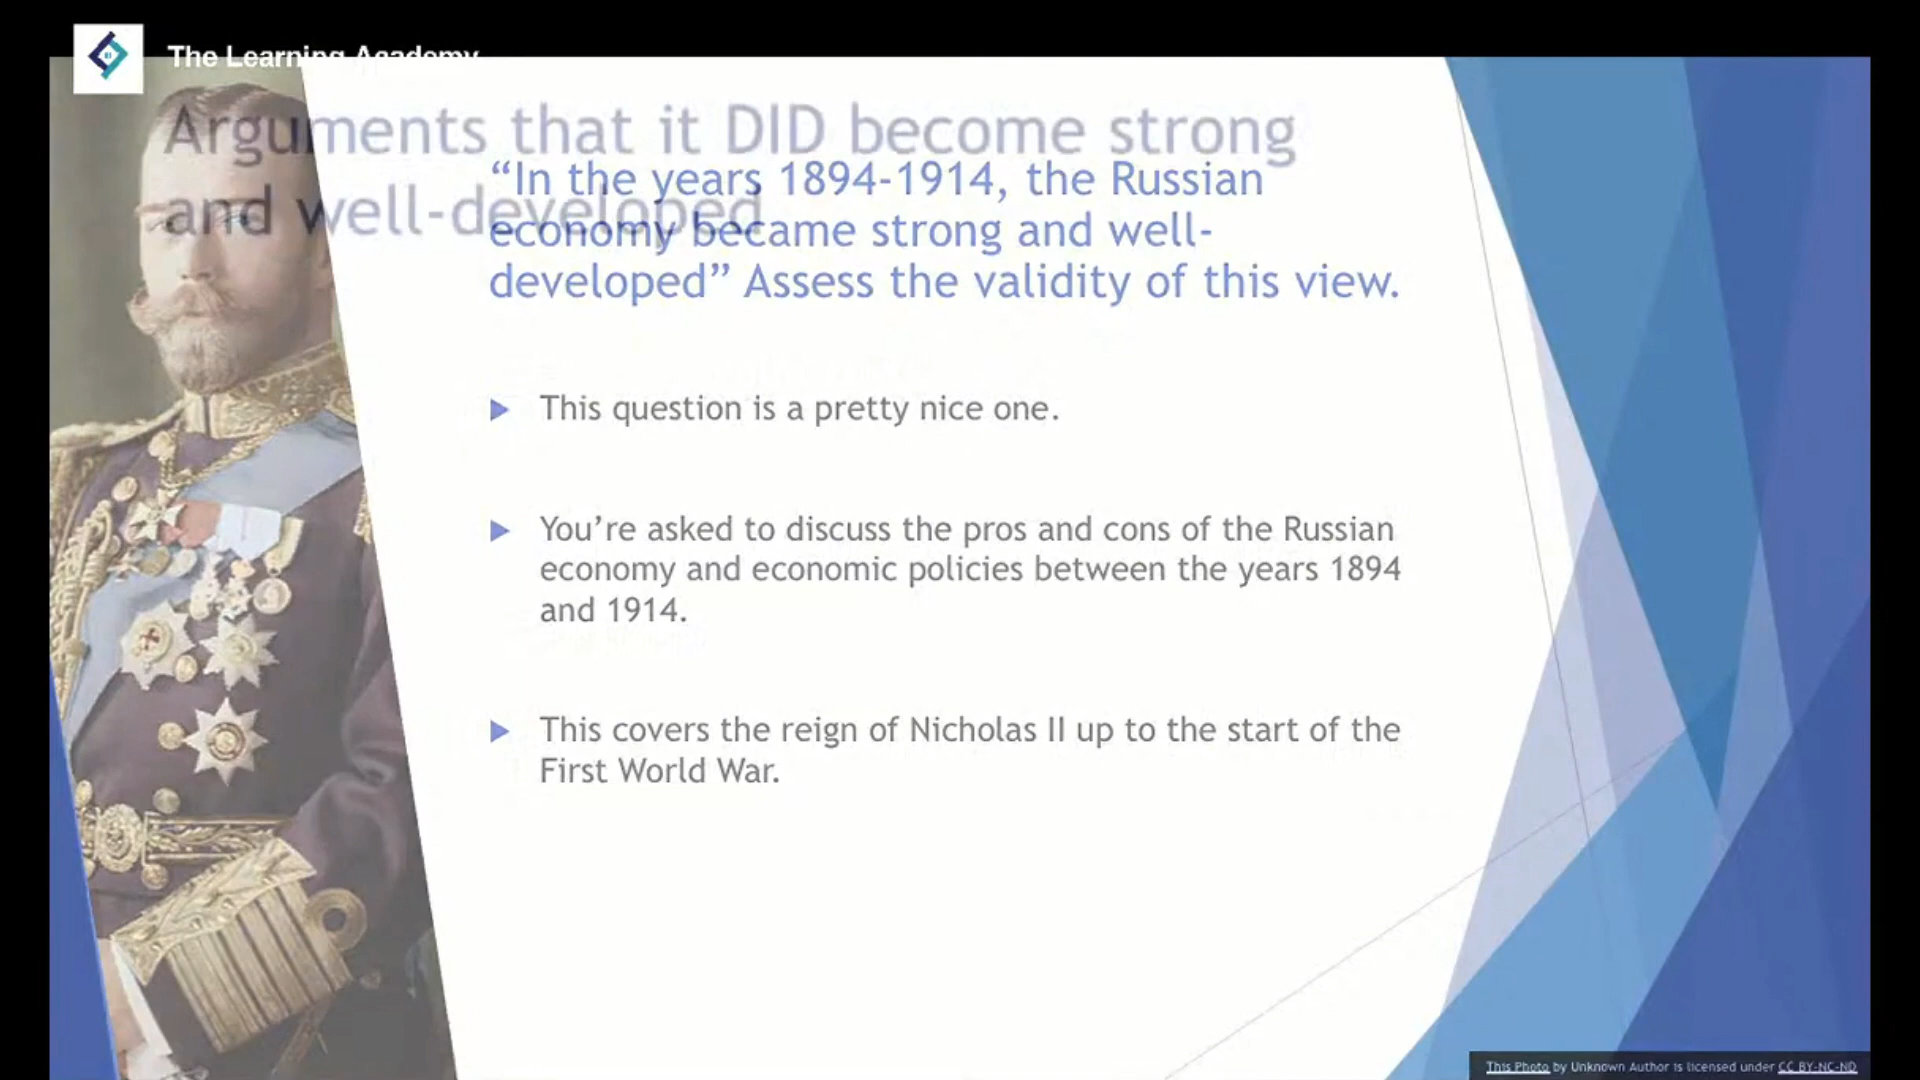 The Learning Academy
Arguments that it DID become strong
and well-developed
“In the years 1894-1914, the Russian
economy became strong and well-
developed” Assess the validity of this view.
This question is a pretty nice one.
You’re asked to discuss the pros and cons of the Russian
economy and economic policies between the years 1894
and 1914.
This covers the reign of Nicholas II up to the start of the
First World War.
This Photo by Unknown Author is licensed under CC BY-NC-ND